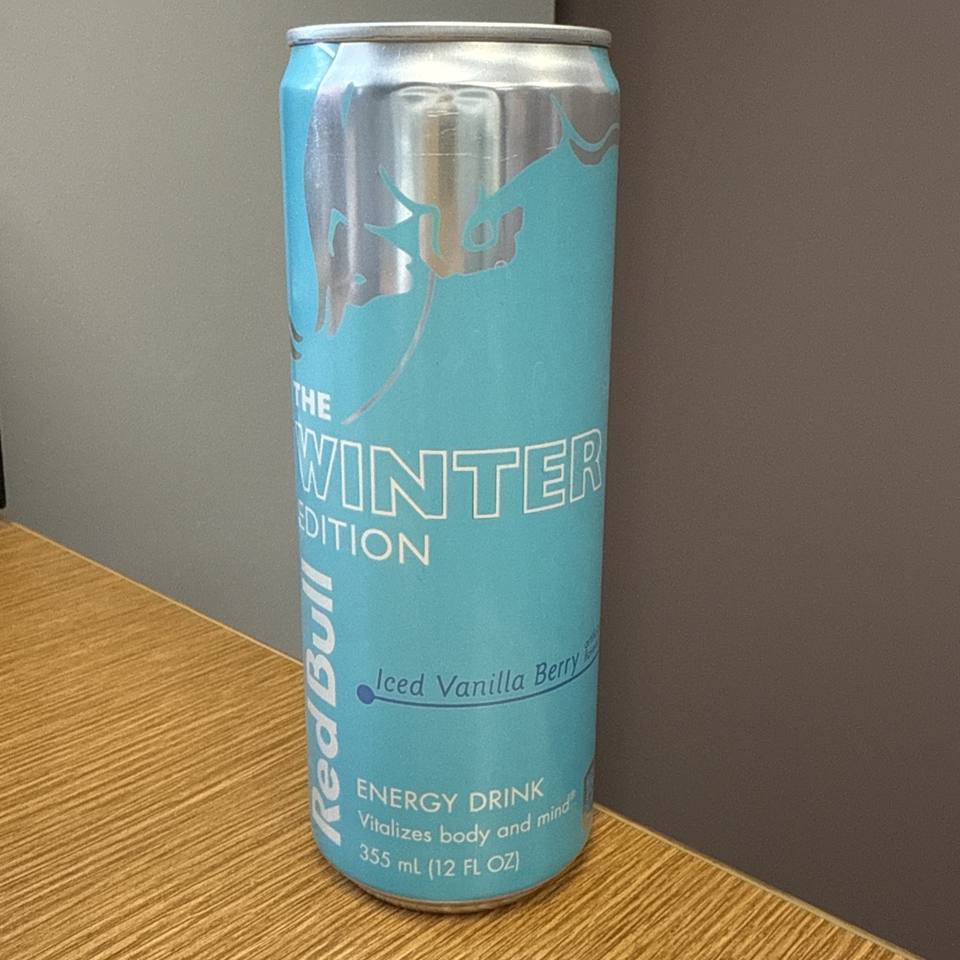 THE
WINTER
EDITION
Red Bull
Iced Vanilla Berry
ENERGY DRINK
Vitalizes body and mind®
355 mL (12 FL OZ)